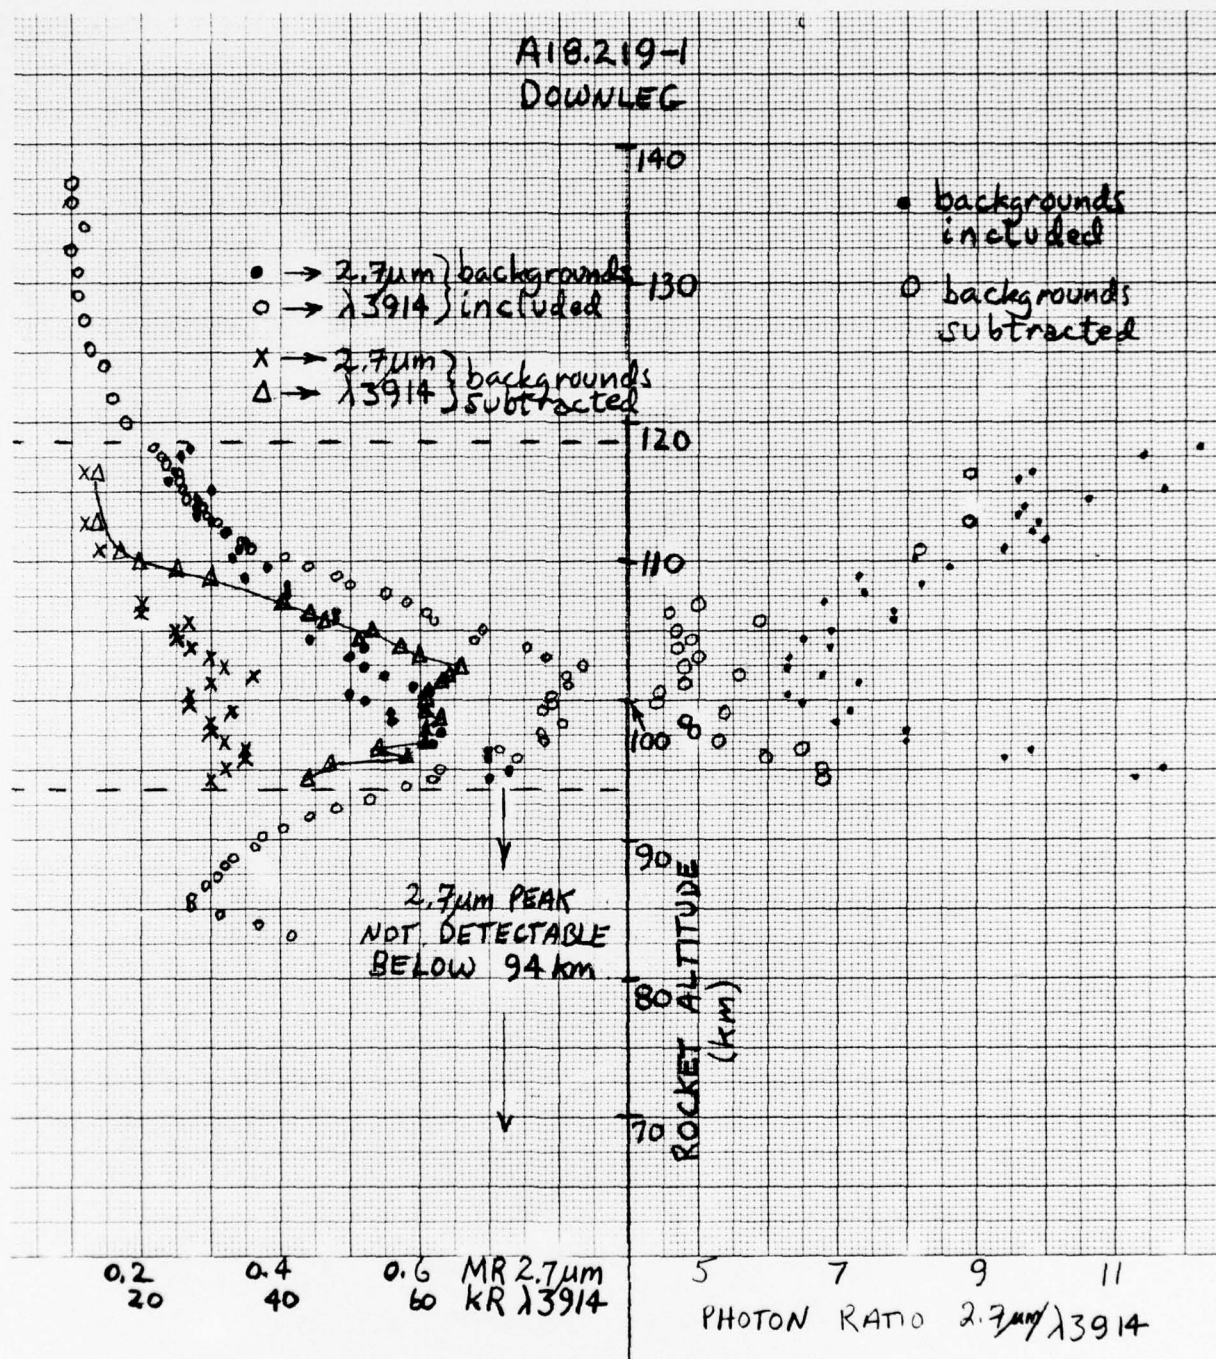 A18.219-1
DOWNLEG
140
• backgrounds
included
• → 2.7μm } backgrounds
○ → λ3914 } included
130
○ backgrounds
subtracted
x → 2.7μm } backgrounds
Δ → λ3914 } subtracted
120
110
100
90
2.7μm PEAK
NOT DETECTABLE
BELOW 94 km
80
70
ROCKET ALTITUDE
(km)
0.2 0.4 0.6 MR 2.7μm
20 40 60 KR λ3914
5 7 9 11
PHOTON RATIO 2.7μm/λ3914